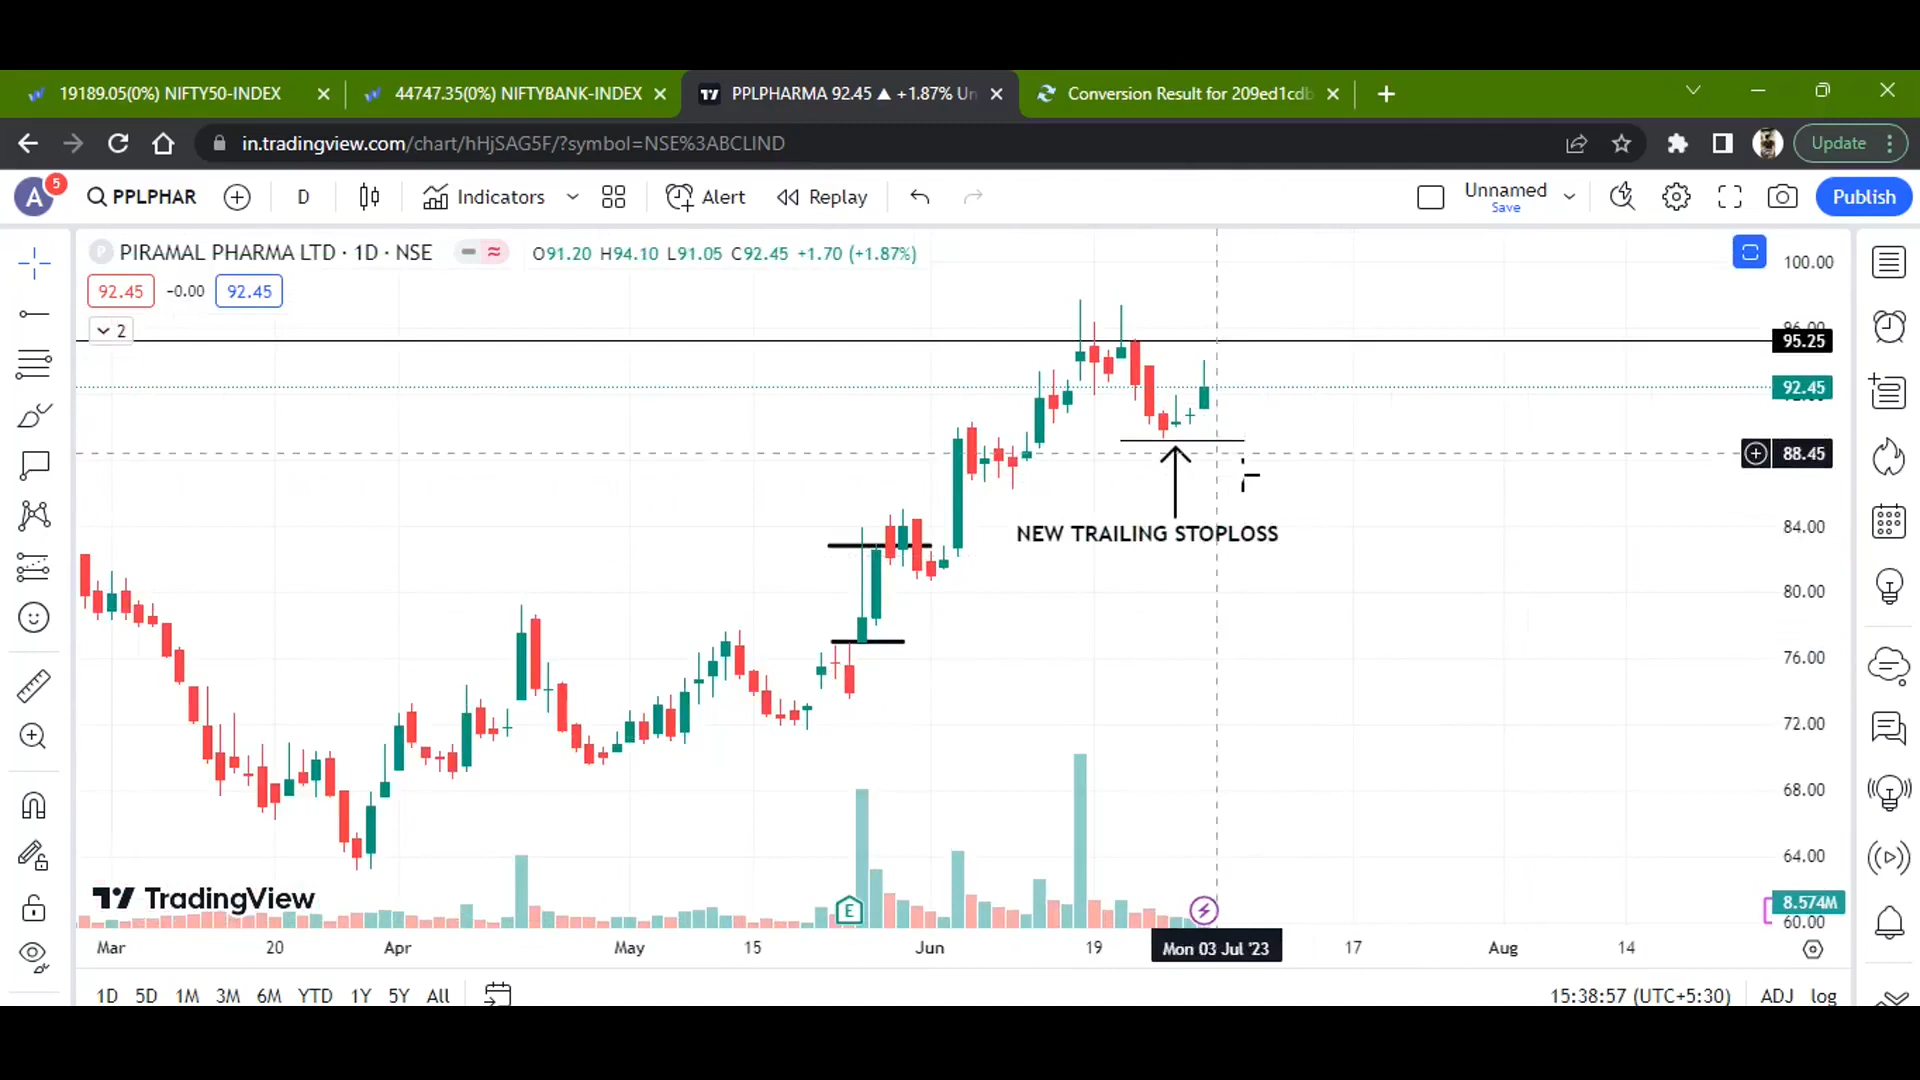 19189.05(0%) NIFTY50-INDEX
44747.35(0%) NIFTYBANK-INDEX
PPLPHARMA 92.45 ▲ +1.87% Un
Conversion Result for 209ed1cdb
in.tradingview.com/chart/hHjSAG5F/?symbol=NSE%3ABCLIND
Update
A
5
PPLPHAR
D
Indicators
Alert
Replay
Unnamed
Save
Publish
P
PIRAMAL PHARMA LTD · 1D · NSE
O91.20 H94.10 L91.05 C92.45 +1.70 (+1.87%)
92.45 -0.00 92.45
2
100.00
96.00
95.25
92.45
88.45
84.00
80.00
76.00
72.00
68.00
64.00
8.574M
60.00
NEW TRAILING STOPLOSS
TradingView
E
Mar 20 Apr May 15 Jun 19 Mon 03 Jul '23 17 Aug 14
1D 5D 1M 3M 6M YTD 1Y 5Y All
15:38:57 (UTC+5:30) ADJ log